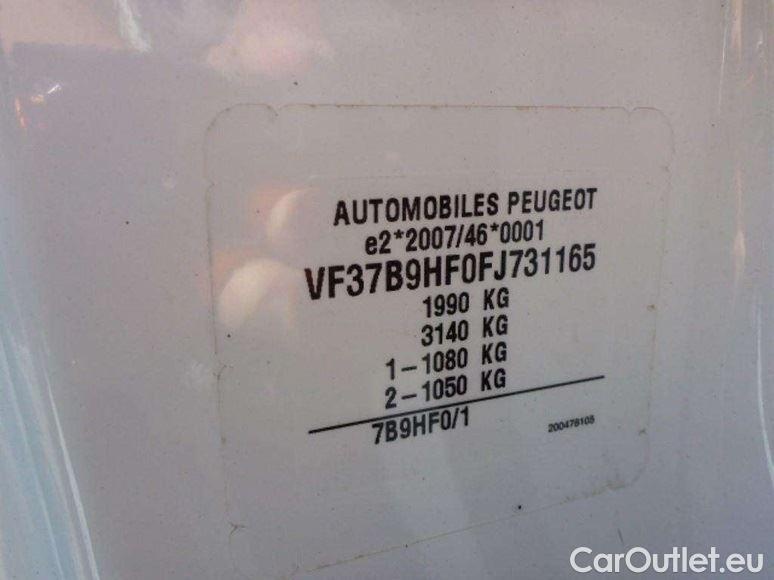 AUTOMOBILES PEUGEOT
e2*2007/46*0001
VF37B9HF0FJ731165
1990 KG
3140 KG
1-1080 KG
2-1050 KG
7B9HF0/1
200478105
CarOutlet.eu